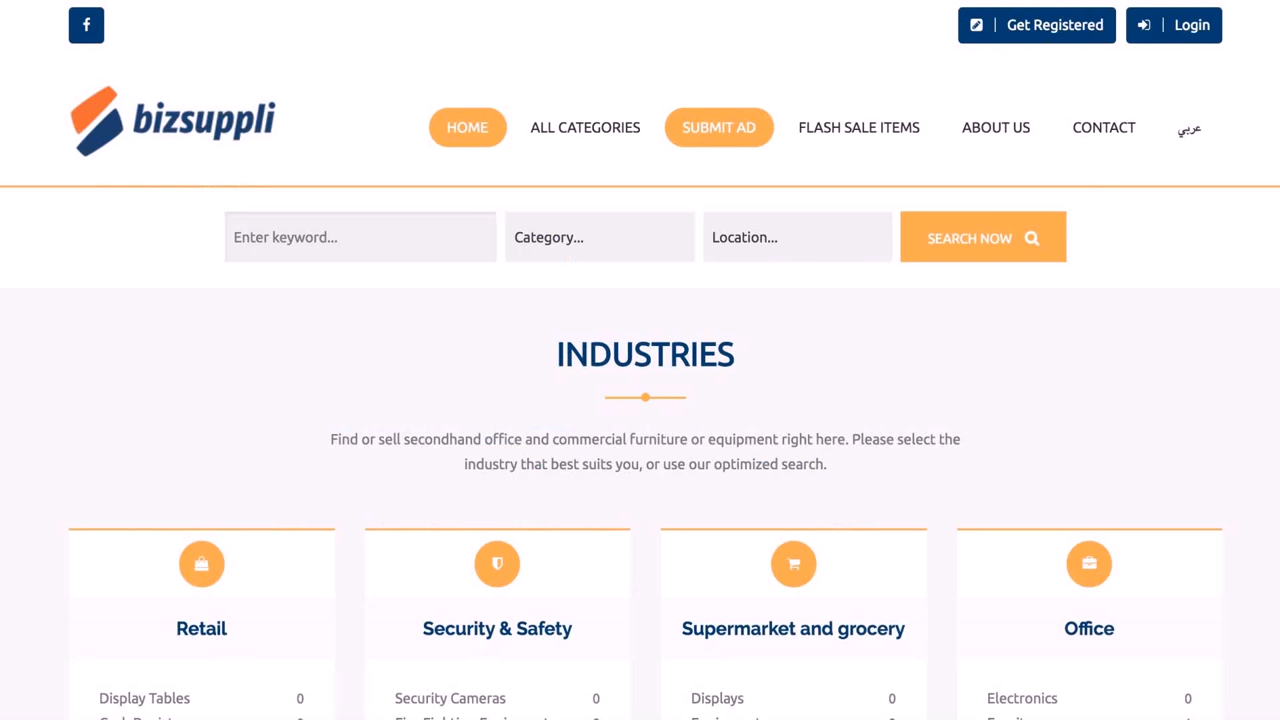 f
Get Registered
Login
bizsuppli
HOME
ALL CATEGORIES
SUBMIT AD
FLASH SALE ITEMS
ABOUT US
CONTACT
عربي
Enter keyword...
Category...
Location...
SEARCH NOW
INDUSTRIES
Find or sell secondhand office and commercial furniture or equipment right here. Please select the
industry that best suits you, or use our optimized search.
Retail
Security & Safety
Supermarket and grocery
Office
Display Tables 0
Security Cameras 0
Displays 0
Electronics 0